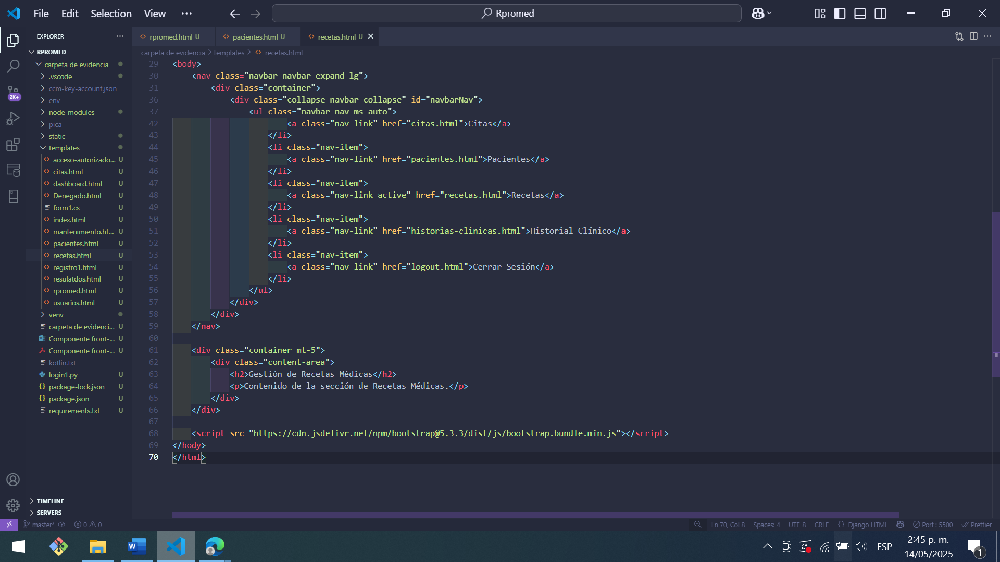 File Edit Selection View ···
Rpromed
EXPLORER
RPROMED
carpeta de evidencia
.vscode
ccm-key-account.json
env
node_modules
pica
static
templates
acceso-autorizado... U
citas.html U
dashboard.html U
Denegado.html U
form1.cs U
index.html U
mantenimiento.ht... U
pacientes.html U
recetas.html U
registro1.html U
resulatdos.html U
rpromed.html U
usuarios.html U
venv
carpeta de evidenci... U
Componente front-... U
Componente front-... U
kotlin.txt
login1.py U
package-lock.json U
package.json U
requirements.txt U
TIMELINE
SERVERS
2K+
rpromed.html U
pacientes.html U
recetas.html U
carpeta de evidencia > templates > recetas.html
29 <body>
30 <nav class="navbar navbar-expand-lg">
31 <div class="container">
36 <div class="collapse navbar-collapse" id="navbarNav">
37 <ul class="navbar-nav ms-auto">
42 <a class="nav-link" href="citas.html">Citas</a>
43 </li>
44 <li class="nav-item">
45 <a class="nav-link" href="pacientes.html">Pacientes</a>
46 </li>
47 <li class="nav-item">
48 <a class="nav-link active" href="recetas.html">Recetas</a>
49 </li>
50 <li class="nav-item">
51 <a class="nav-link" href="historias-clinicas.html">Historial Clínico</a>
52 </li>
53 <li class="nav-item">
54 <a class="nav-link" href="logout.html">Cerrar Sesión</a>
55 </li>
56 </ul>
57 </div>
58 </div>
59 </nav>
60
61 <div class="container mt-5">
62 <div class="content-area">
63 <h2>Gestión de Recetas Médicas</h2>
64 <p>Contenido de la sección de Recetas Médicas.</p>
65 </div>
66 </div>
67
68 <script src="https://cdn.jsdelivr.net/npm/bootstrap@5.3.3/dist/js/bootstrap.bundle.min.js"></script>
69 </body>
70 </html>
master* 0 0
Ln 70, Col 8 Spaces: 4 UTF-8 CRLF {} Django HTML Port : 5500 Prettier
ESP
2:45 p. m.
14/05/2025
1